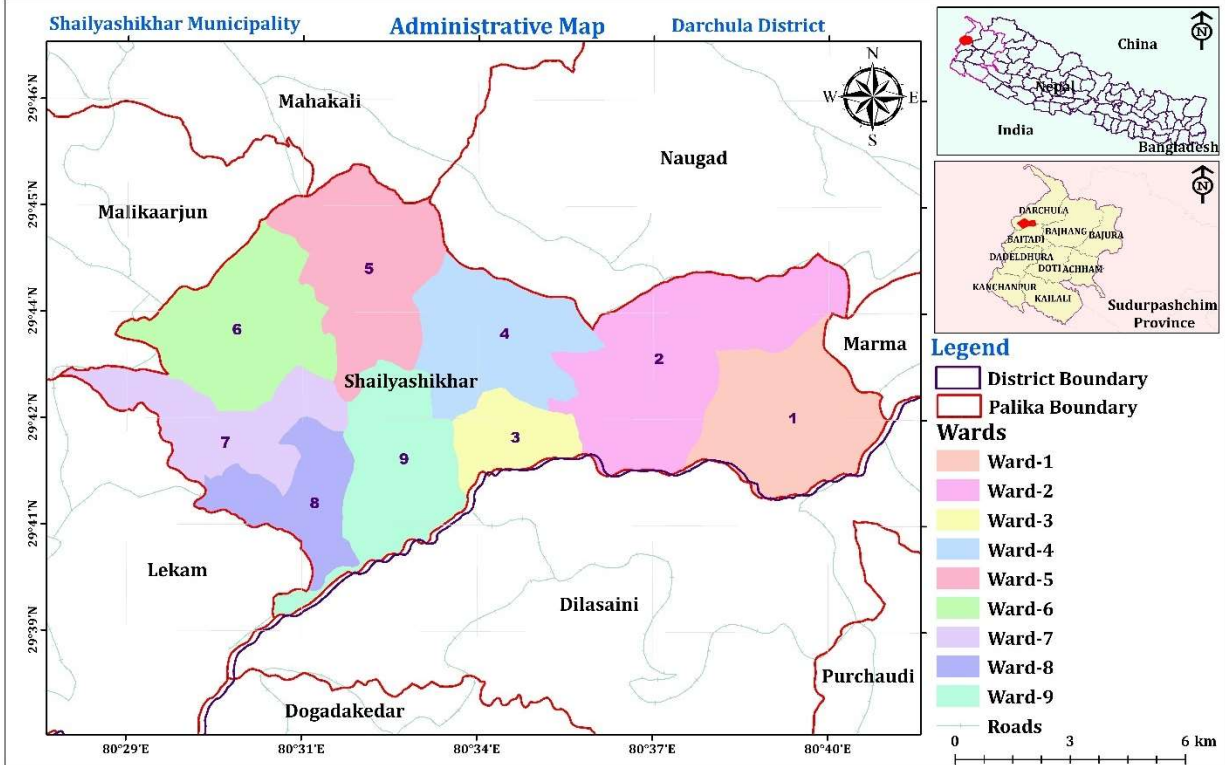 Shailyashikhar Municipality Administrative Map Darchula District
Mahakali
Malikaarjun
Naugad
Marma
Shailyashikhar
Lekam
Dilasaini
Dogadakedar
Purchaudi
5
6
4
2
1
7
3
9
8
N
W E
S
29°46'N
29°45'N
29°44'N
29°42'N
29°41'N
29°39'N
80°29'E 80°31'E 80°34'E 80°37'E 80°40'E
N
China
Nepal
India
Bangladesh
N
DARCHULA
BAJHANG
BAJURA
BAITADI
DADELDHURA
DOTI ACHHAM
KANCHANPUR
KAILALI
Sudurpashchim
Province
Legend
District Boundary
Palika Boundary
Wards
Ward-1
Ward-2
Ward-3
Ward-4
Ward-5
Ward-6
Ward-7
Ward-8
Ward-9
Roads
0 3 6 km